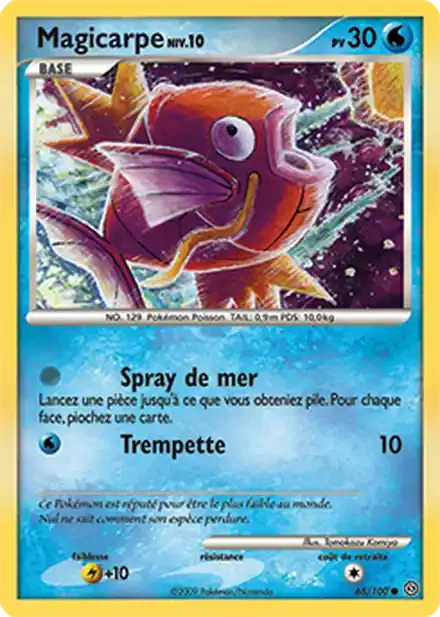 Magicarpe NIV.10 PV 30
BASE
NO. 129 Pokémon Poisson. TAIL: 0,9m PDS: 10,0kg
Spray de mer
Lancez une pièce jusqu'à ce que vous obteniez pile. Pour chaque
face, piochez une carte.
Trempette 10
Ce Pokémon est réputé pour être le plus faible au monde.
Nul ne sait comment son espèce perdure.
Illus. Tomokazu Komiya
faiblesse résistance coût de retraite
+10
©2009 Pokémon/Nintendo 68/100